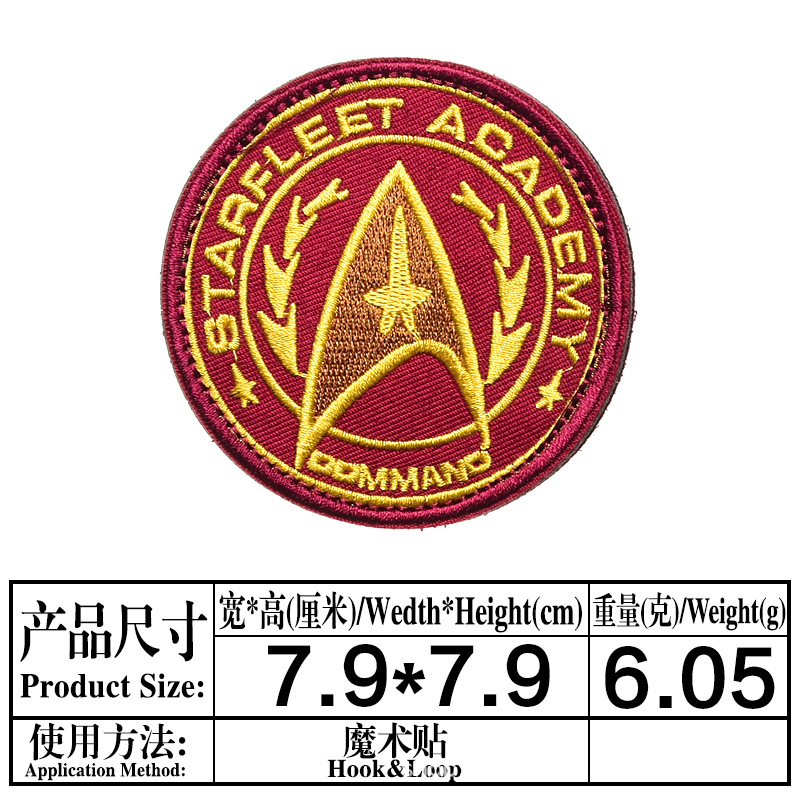 STARFLEET ACADEMY
COMMAND
产品尺寸
Product Size:
宽*高(厘米)/Wedth*Height(cm)
重量(克)/Weight(g)
7.9*7.9
6.05
使用方法:
Application Method:
魔术贴
Hook&Loop